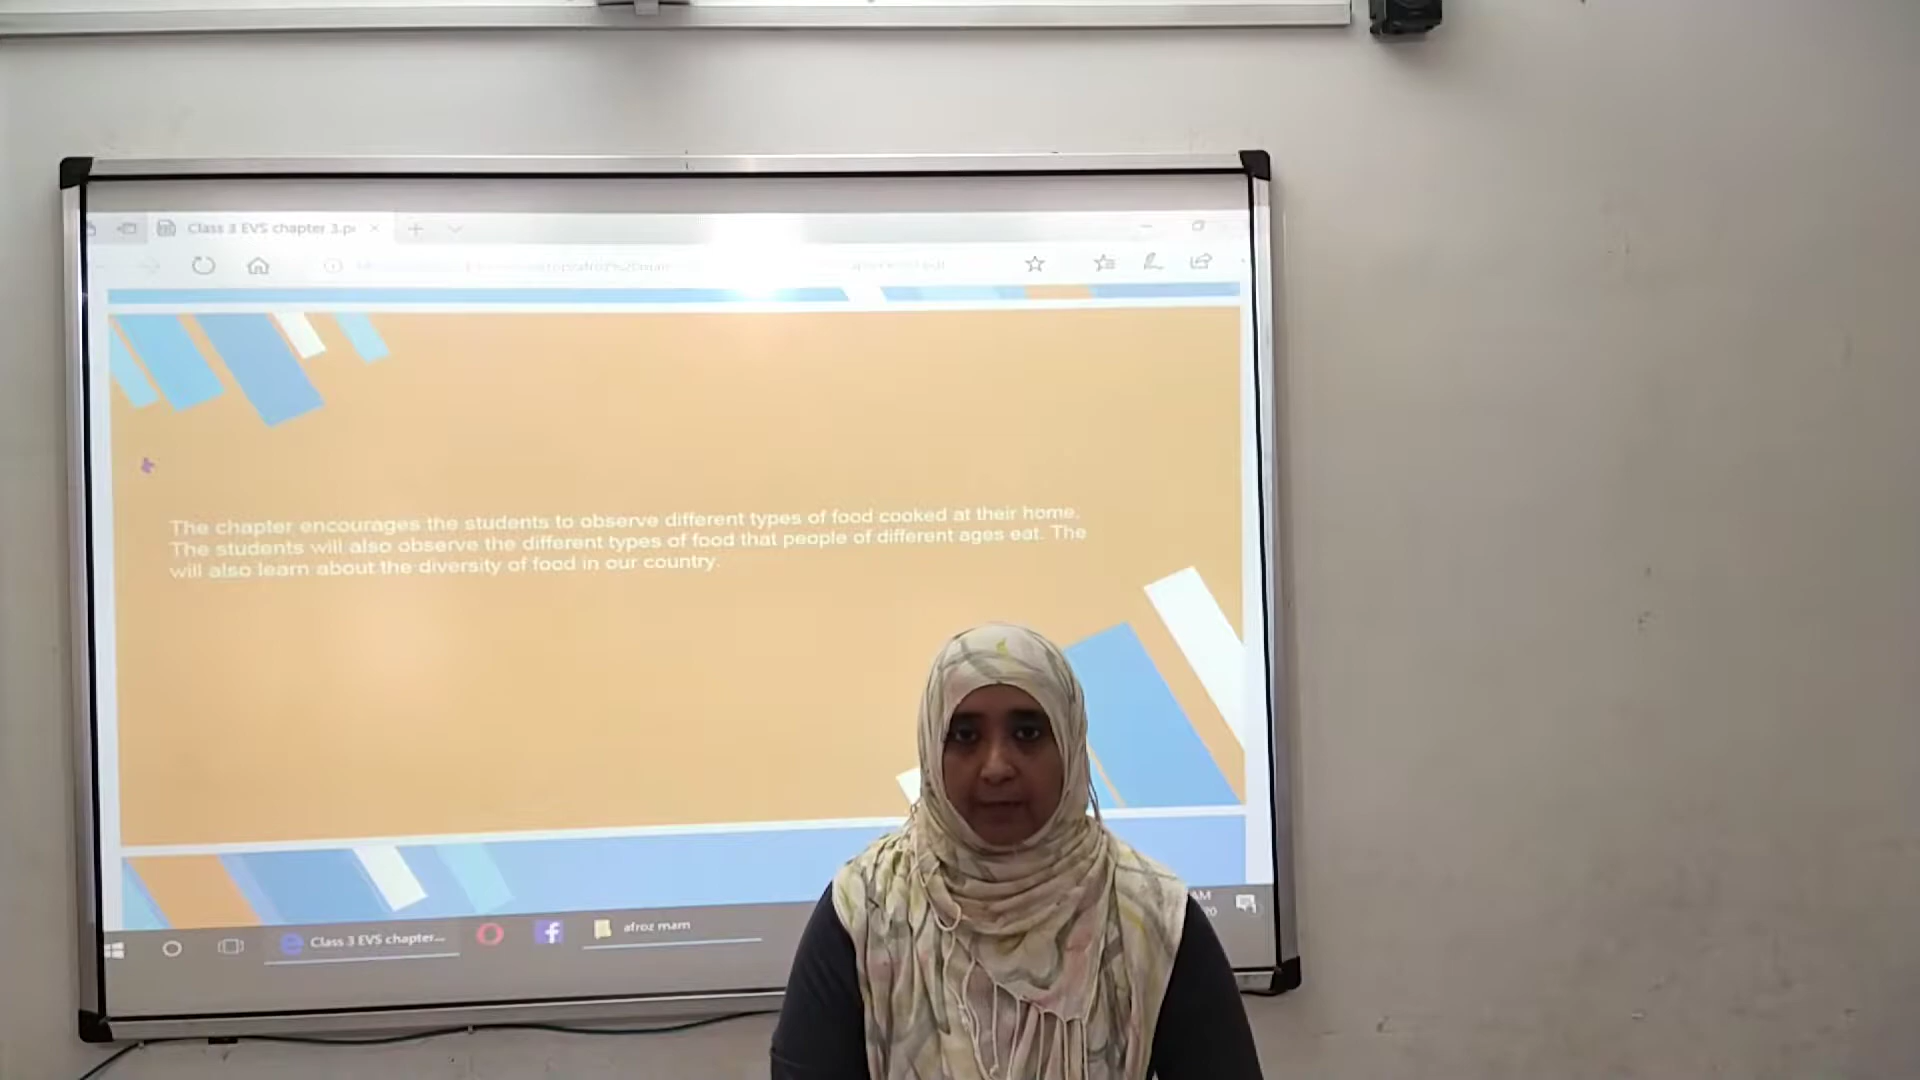 Class 3 EVS chapter 3.p
The chapter encourages the students to observe different types of food cooked at their home.
The students will also observe the different types of food that people of different ages eat. The
will also learn about the diversity of food in our country.
Class 3 EVS chapter...
afroz mam
AM
20